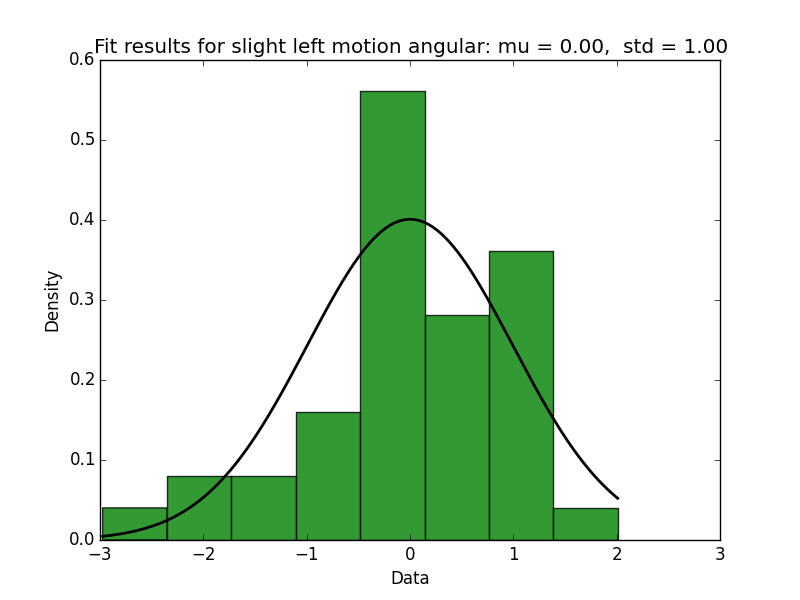 Fit results for slight left motion angular: mu = 0.00,  std = 1.00
0.6
0.5
0.4
0.3
0.2
0.1
0.0
Density
−3 −2 −1 0 1 2 3
Data